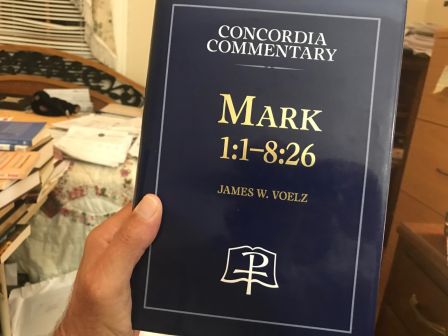 CONCORDIA
COMMENTARY
MARK
1:1–8:26
JAMES W. VOELZ